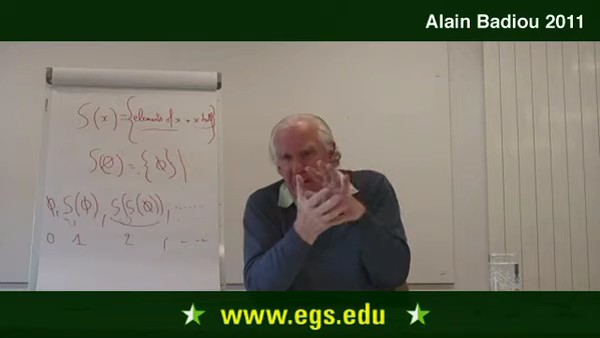 Alain Badiou 2011
S(x) = {elements of x + x itself}
S(∅) = {∅}
∅, S(∅), S(S(∅)), ......
0 1 2 , ....
www.egs.edu